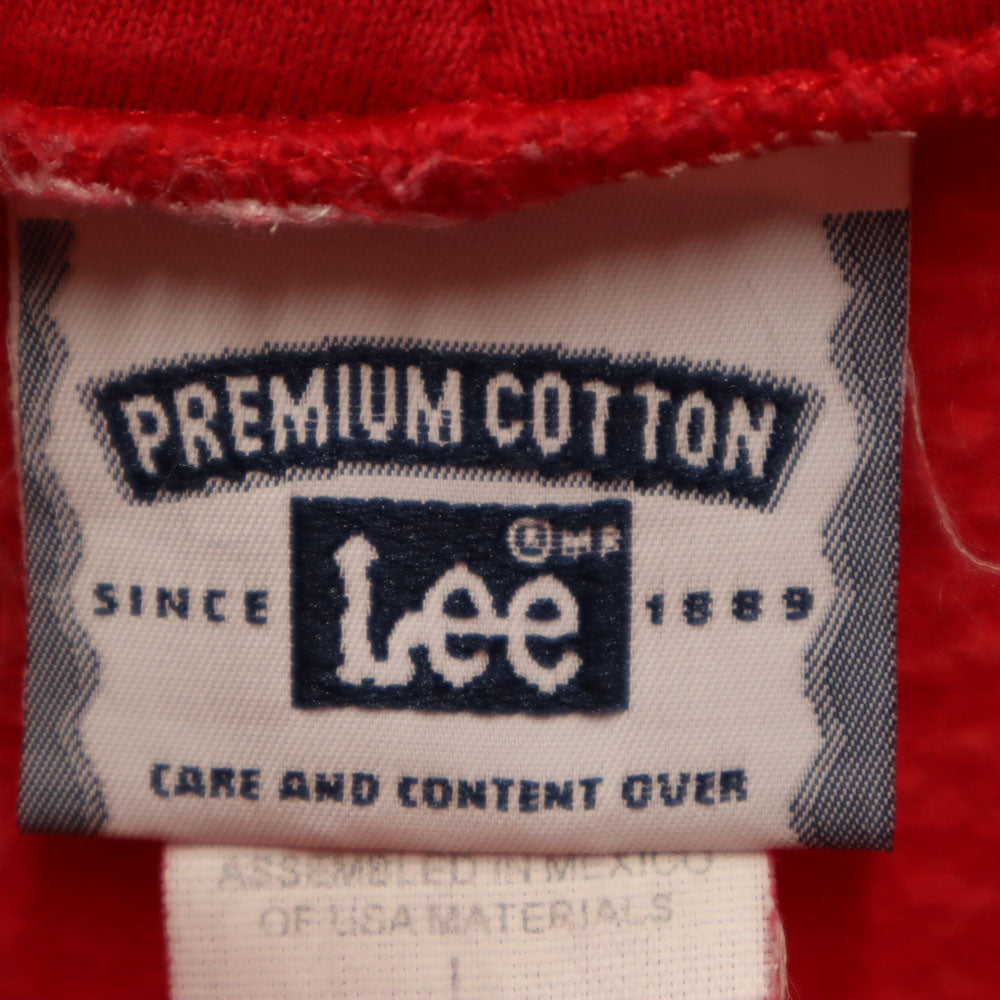 PREMIUM COTTON
® MR
SINCE Lee 1889
CARE AND CONTENT OVER
ASSEMBLED IN MEXICO
OF USA MATERIALS